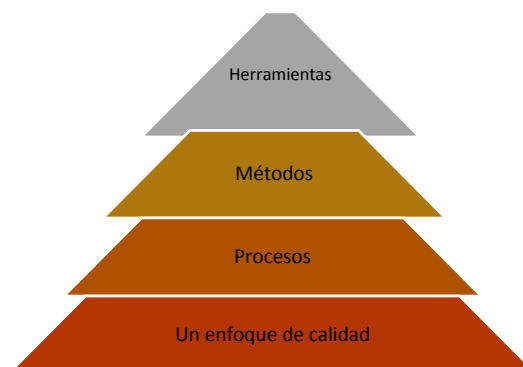 Herramientas
Métodos
Procesos
Un enfoque de calidad